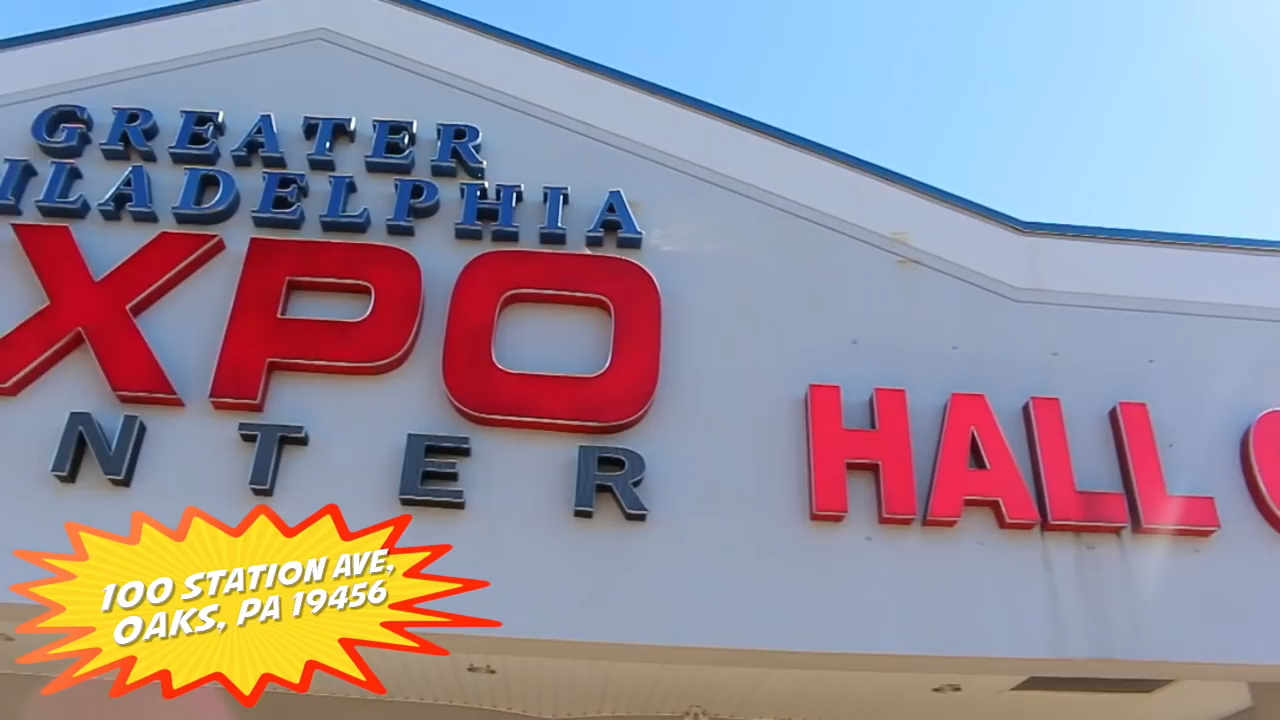 GREATER
ILADELPHIA
XPO
NTER
HALL
100 STATION AVE,
OAKS, PA 19456